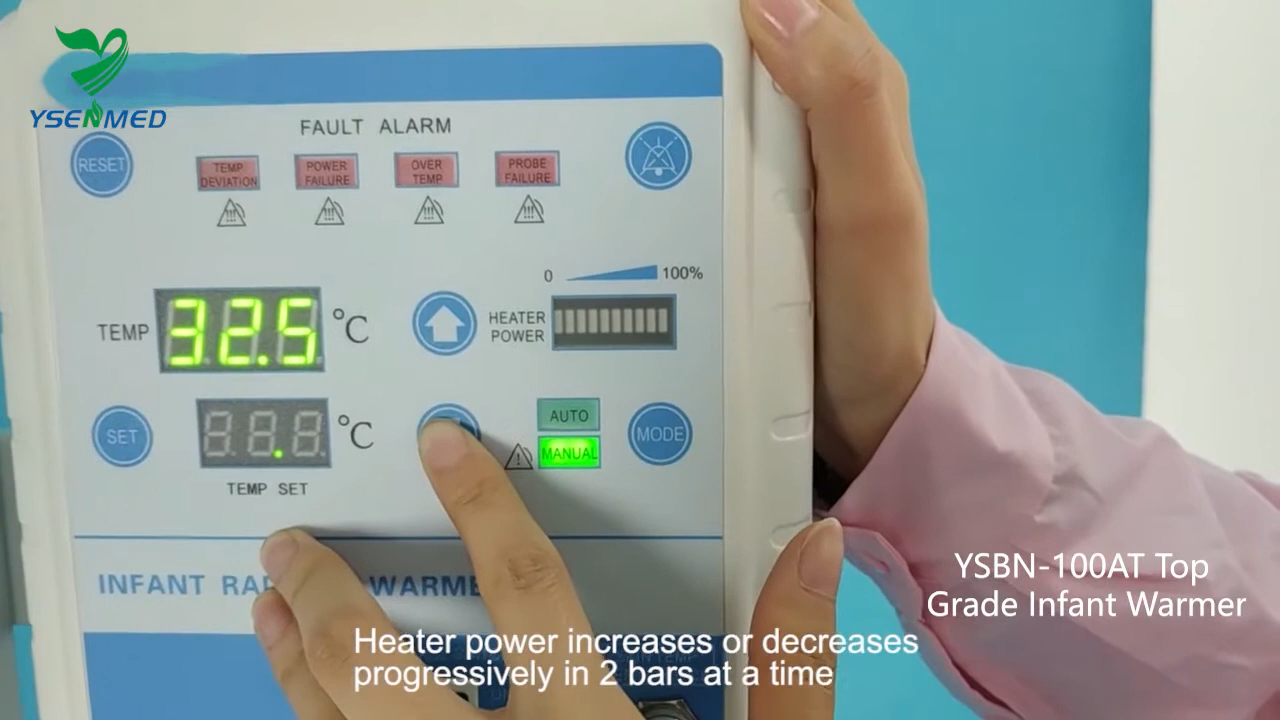 YSENMED
FAULT ALARM
RESET
TEMP
DEVIATION
POWER
FAILURE
OVER
TEMP
PROBE
FAILURE
0
100%
TEMP
32.5
°C
HEATER
POWER
SET
°C
AUTO
MANUAL
MODE
TEMP SET
INFANT
YSBN-100AT Top
Grade Infant Warmer
Heater power increases or decreases
progressively in 2 bars at a time